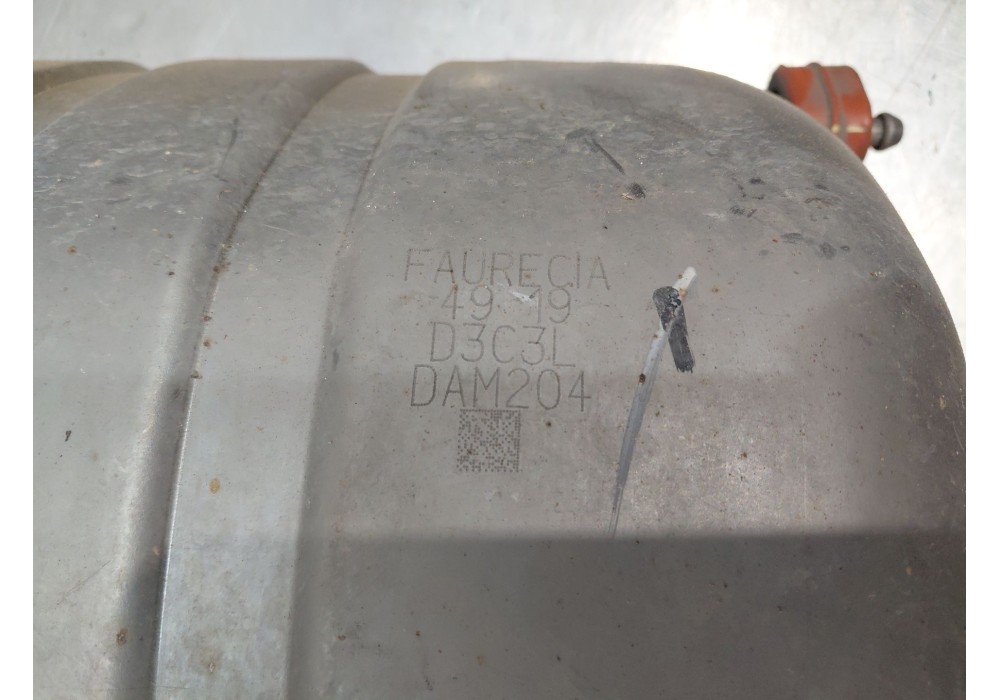 FAURECIA
49 19
D3C3L
DAM204